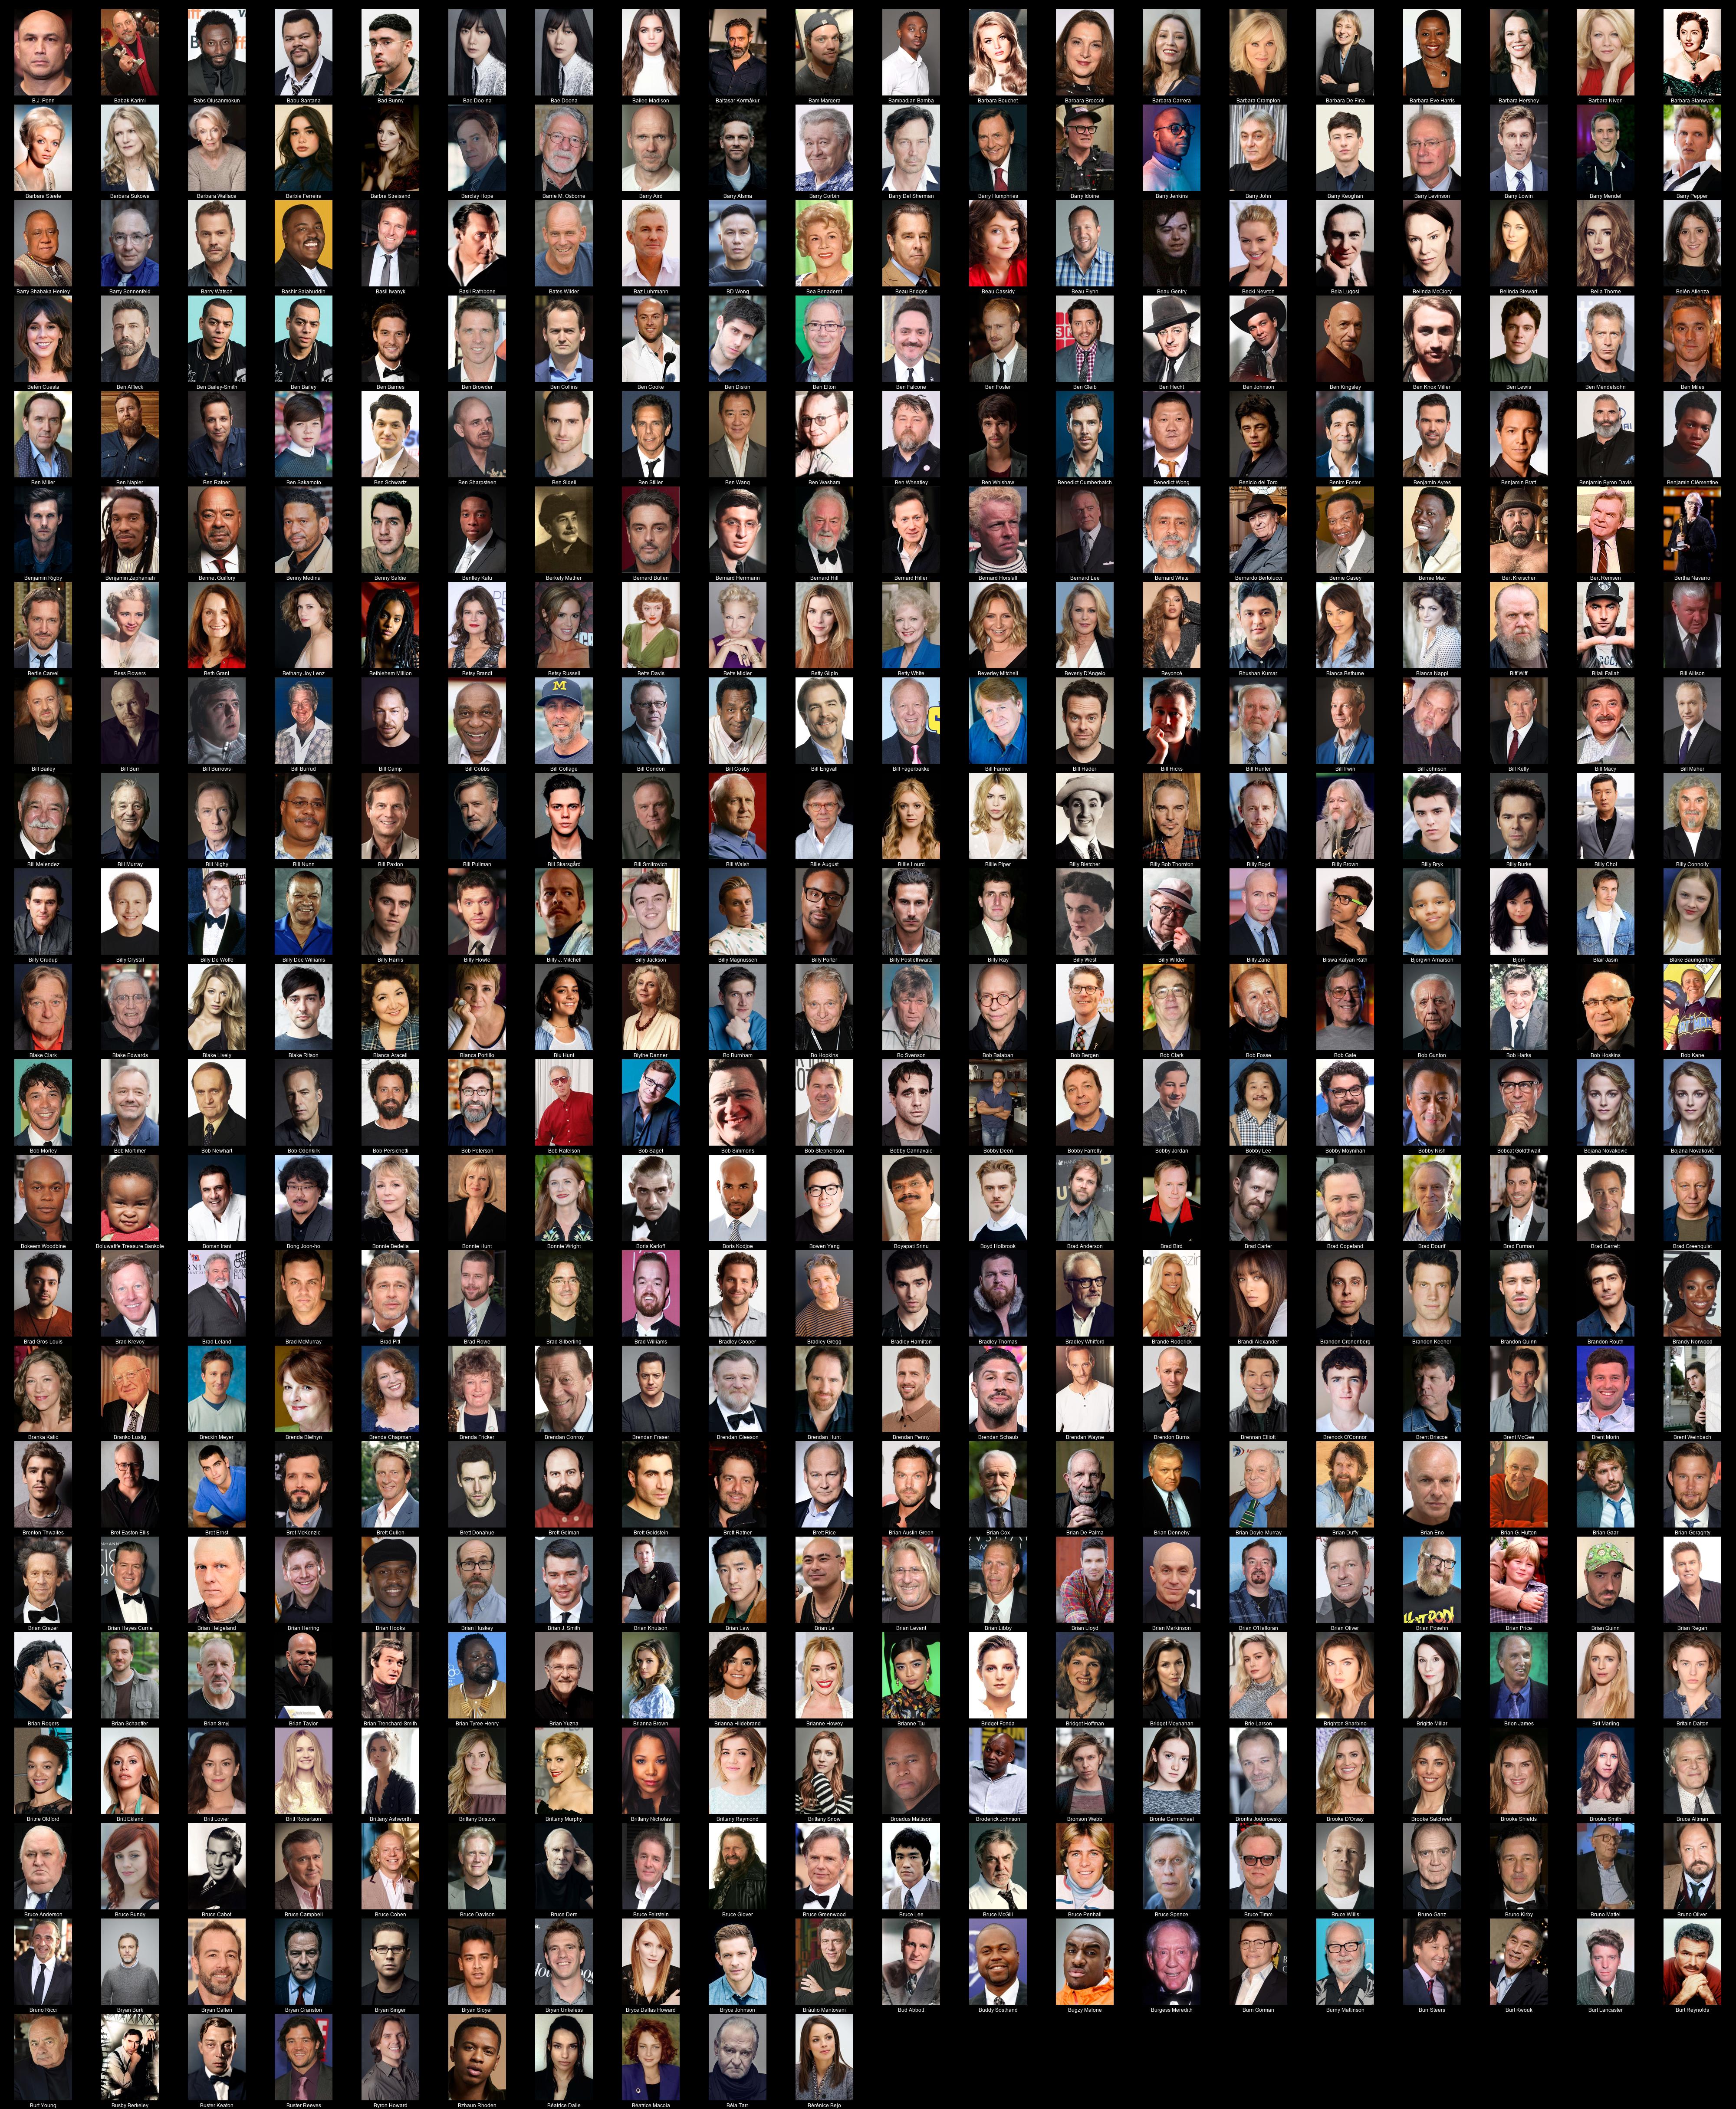 B.J. Penn Babak Karimi Babs Olusanmokun Babu Santana Bad Bunny Bae Doo-na Bae Doona Bailee Madison Baltasar Kormákur Bam Margera Bambadjan Bamba Barbara Bouchet Barbara Broccoli Barbara Carrera Barbara Crampton Barbara De Fina Barbara Eve Harris Barbara Hershey Barbara Niven Barbara Stanwyck
Barbara Steele Barbara Sukowa Barbara Wallace Barbie Ferreira Barbra Streisand Barclay Hope Barrie M. Osborne Barry Aird Barry Atsma Barry Corbin Barry Del Sherman Barry Humphries Barry Idoine Barry Jenkins Barry John Barry Keoghan Barry Levinson Barry Lowin Barry Mendel Barry Pepper
Barry Shabaka Henley Barry Sonnenfeld Barry Watson Bashir Salahuddin Basil Iwanyk Basil Rathbone Bates Wilder Baz Luhrmann BD Wong Bea Benaderet Beau Bridges Beau Cassidy Beau Flynn Beau Gentry Becki Newton Bela Lugosi Belinda McClory Belinda Stewart Bella Thorne Belén Atienza
Belén Cuesta Ben Affleck Ben Bailey-Smith Ben Bailey Ben Barnes Ben Browder Ben Collins Ben Cooke Ben Diskin Ben Elton Ben Falcone Ben Foster Ben Gleib Ben Hecht Ben Johnson Ben Kingsley Ben Knox Miller Ben Lewis Ben Mendelsohn Ben Miles
Ben Miller Ben Napier Ben Ratner Ben Sakamoto Ben Schwartz Ben Sharpsteen Ben Sidell Ben Stiller Ben Wang Ben Washam Ben Wheatley Ben Whishaw Benedict Cumberbatch Benedict Wong Benicio del Toro Benim Foster Benjamin Ayres Benjamin Bratt Benjamin Byron Davis Benjamin Clémentine
Benjamin Rigby Benjamin Zephaniah Bennet Guillory Benny Medina Benny Safdie Bentley Kalu Berkely Mather Bernard Bullen Bernard Herrmann Bernard Hill Bernard Hiller Bernard Horsfall Bernard Lee Bernard White Bernardo Bertolucci Bernie Casey Bernie Mac Bert Kreischer Bert Remsen Bertha Navarro
Bertie Carvel Bess Flowers Beth Grant Bethany Joy Lenz Bethlehem Million Betsy Brandt Betsy Russell Bette Davis Bette Midler Betty Gilpin Betty White Beverley Mitchell Beverly D'Angelo Beyoncé Bhushan Kumar Bianca Bethune Bianca Nappi Biff Wiff Bilall Fallah Bill Allison
Bill Bailey Bill Burr Bill Burrows Bill Burrud Bill Camp Bill Cobbs Bill Collage Bill Condon Bill Cosby Bill Engvall Bill Fagerbakke Bill Farmer Bill Hader Bill Hicks Bill Hunter Bill Irwin Bill Johnson Bill Kelly Bill Macy Bill Maher
Bill Melendez Bill Murray Bill Nighy Bill Nunn Bill Paxton Bill Pullman Bill Skarsgård Bill Smitrovich Bill Walsh Bille August Billie Lourd Billie Piper Billy Bletcher Billy Bob Thornton Billy Boyd Billy Brown Billy Bryk Billy Burke Billy Choi Billy Connolly
Billy Crudup Billy Crystal Billy De Wolfe Billy Dee Williams Billy Harris Billy Howle Billy J. Mitchell Billy Jackson Billy Magnussen Billy Porter Billy Postlethwaite Billy Ray Billy West Billy Wilder Billy Zane Biswa Kalyan Rath Bjorgvin Arnarson Björk Blair Jasin Blake Baumgartner
Blake Clark Blake Edwards Blake Lively Blake Ritson Blanca Araceli Blanca Portillo Blu Hunt Blythe Danner Bo Burnham Bo Hopkins Bo Svenson Bob Balaban Bob Bergen Bob Clark Bob Fosse Bob Gale Bob Gunton Bob Harks Bob Hoskins Bob Kane
Bob Morley Bob Mortimer Bob Newhart Bob Odenkirk Bob Persichetti Bob Peterson Bob Rafelson Bob Saget Bob Simmons Bob Stephenson Bobby Cannavale Bobby Deen Bobby Farrelly Bobby Jordan Bobby Lee Bobby Moynihan Bobby Nish Bobcat Goldthwait Bojana Novakovic Bojana Novaković
Bokeem Woodbine Boluwatife Treasure Bankole Boman Irani Bong Joon-ho Bonnie Bedelia Bonnie Hunt Bonnie Wright Boris Karloff Boris Kodjoe Bowen Yang Boyapati Srinu Boyd Holbrook Brad Anderson Brad Bird Brad Carter Brad Copeland Brad Dourif Brad Furman Brad Garrett Brad Greenquist
Brad Gros-Louis Brad Krevoy Brad Leland Brad McMurray Brad Pitt Brad Rowe Brad Silberling Brad Williams Bradley Cooper Bradley Gregg Bradley Hamilton Bradley Thomas Bradley Whitford Brande Roderick Brandi Alexander Brandon Cronenberg Brandon Keener Brandon Quinn Brandon Routh Brandy Norwood
Branka Katić Branko Lustig Breckin Meyer Brenda Blethyn Brenda Chapman Brenda Fricker Brendan Conroy Brendan Fraser Brendan Gleeson Brendan Hunt Brendan Penny Brendan Schaub Brendan Wayne Brendon Burns Brennan Elliott Brenock O'Connor Brent Briscoe Brent McGee Brent Morin Brent Weinbach
Brenton Thwaites Bret Easton Ellis Bret Ernst Bret McKenzie Brett Cullen Brett Donahue Brett Gelman Brett Goldstein Brett Ratner Brett Rice Brian Austin Green Brian Cox Brian De Palma Brian Dennehy Brian Doyle-Murray Brian Duffy Brian Eno Brian G. Hutton Brian Gaar Brian Geraghty
Brian Grazer Brian Hayes Currie Brian Helgeland Brian Herring Brian Hooks Brian Huskey Brian J. Smith Brian Knutson Brian Law Brian Le Brian Levant Brian Libby Brian Lloyd Brian Markinson Brian O'Halloran Brian Oliver Brian Posehn Brian Price Brian Quinn Brian Regan
Brian Rogers Brian Schaeffer Brian Smyj Brian Taylor Brian Trenchard-Smith Brian Tyree Henry Brian Yuzna Brianna Brown Brianna Hildebrand Brianne Howey Brianne Tju Bridget Fonda Bridget Hoffman Bridget Moynahan Brie Larson Brighton Sharbino Brigitte Millar Brion James Brit Marling Britain Dalton
Britne Oldford Britt Ekland Britt Lower Britt Robertson Brittany Ashworth Brittany Bristow Brittany Murphy Brittany Nicholas Brittany Raymond Brittany Snow Broadus Mattison Broderick Johnson Bronson Webb Bronte Carmichael Brontis Jodorowsky Brooke D'Orsay Brooke Satchwell Brooke Shields Brooke Smith Bruce Altman
Bruce Anderson Bruce Bundy Bruce Cabot Bruce Campbell Bruce Cohen Bruce Davison Bruce Dern Bruce Feirstein Bruce Glover Bruce Greenwood Bruce Lee Bruce McGill Bruce Penhall Bruce Spence Bruce Timm Bruce Willis Bruno Ganz Bruno Kirby Bruno Mattei Bruno Oliver
Bruno Ricci Bryan Burk Bryan Callen Bryan Cranston Bryan Singer Bryan Sloyer Bryan Unkeless Bryce Dallas Howard Bryce Johnson Bráulio Mantovani Bud Abbott Buddy Sosthand Bugzy Malone Burgess Meredith Burn Gorman Burny Mattinson Burr Steers Burt Kwouk Burt Lancaster Burt Reynolds
Burt Young Busby Berkeley Buster Keaton Buster Reeves Byron Howard Bzhaun Rhoden Béatrice Dalle Béatrice Macola Béla Tarr Bérénice Bejo